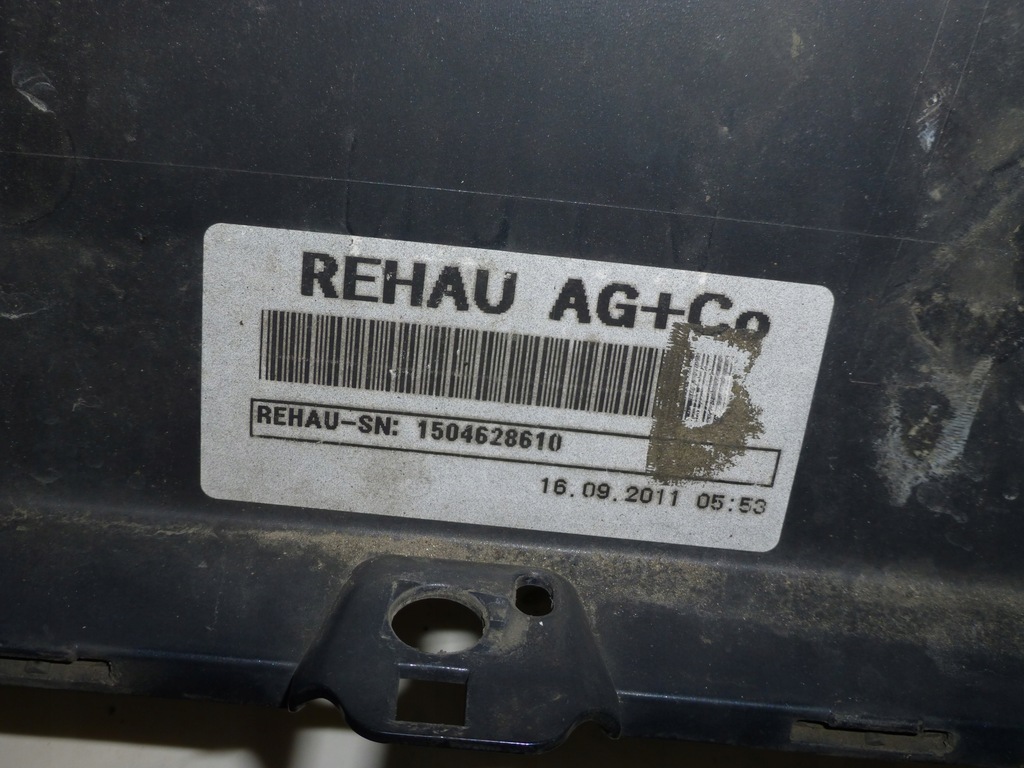 REHAU AG+Co
REHAU-SN: 1504628610
16.09.2011 05:53